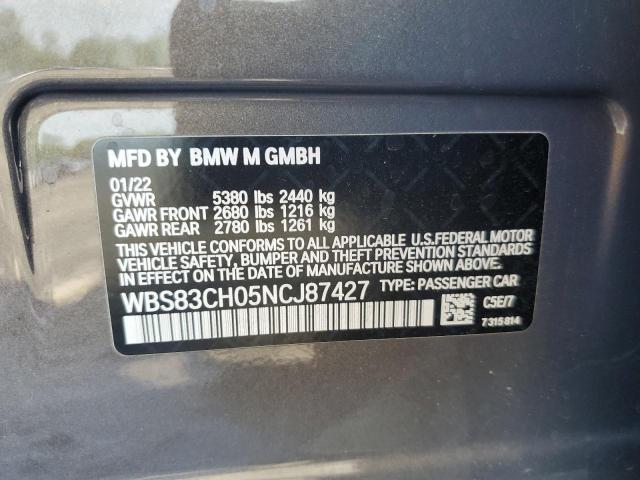 MFD BY BMW M GMBH
01/22
GVWR 5380 lbs 2440 kg
GAWR FRONT 2680 lbs 1216 kg
GAWR REAR 2780 lbs 1261 kg
THIS VEHICLE CONFORMS TO ALL APPLICABLE U.S.FEDERAL MOTOR
VEHICLE SAFETY, BUMPER AND THEFT PREVENTION STANDARDS
IN EFFECT ON THE DATE OF MANUFACTURE SHOWN ABOVE.
WBS83CH05NCJ87427 TYPE: PASSENGER CAR
C5E/7
7315814